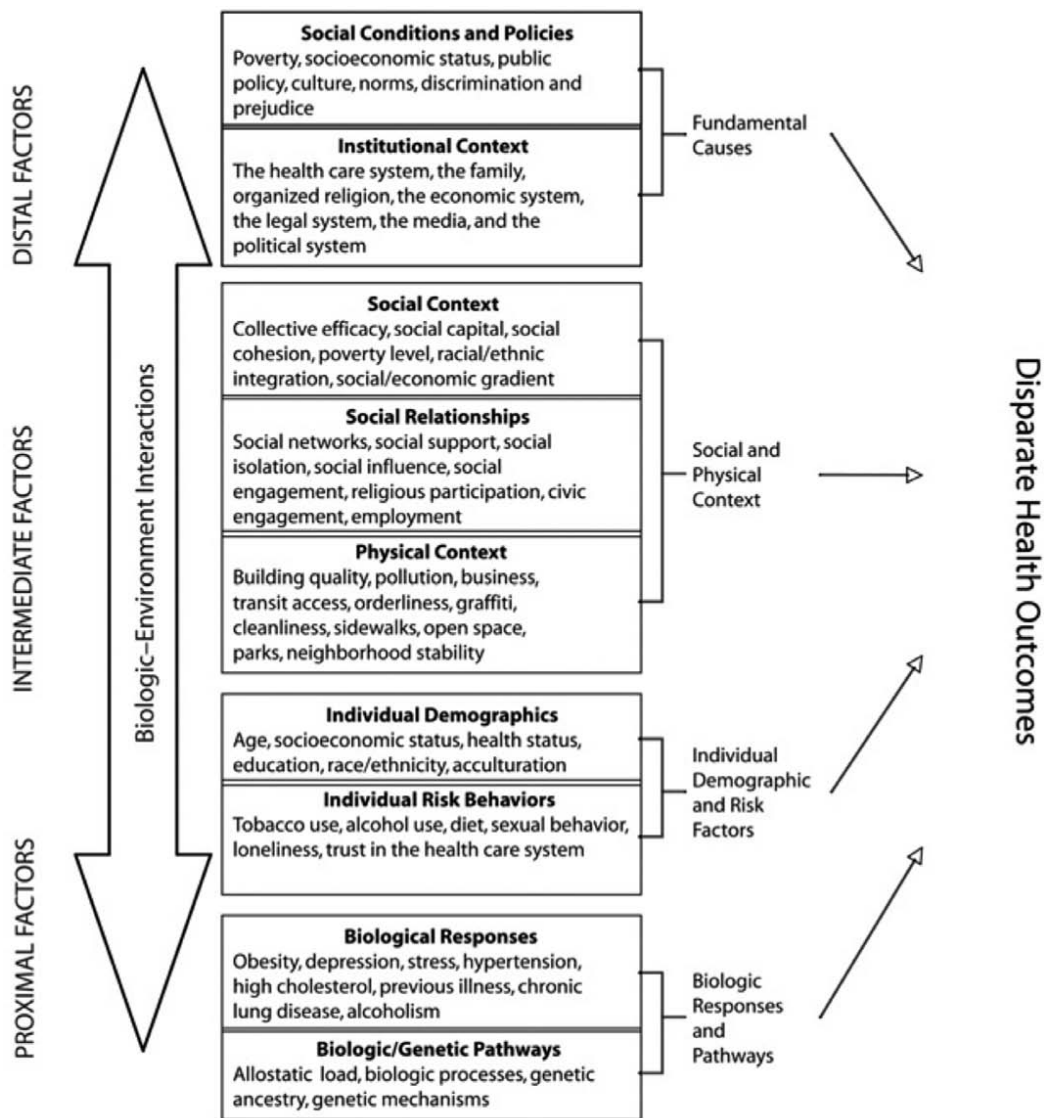 DISTAL FACTORS
INTERMEDIATE FACTORS
PROXIMAL FACTORS
Biologic–Environment Interactions
Social Conditions and Policies
Poverty, socioeconomic status, public
policy, culture, norms, discrimination and
prejudice
Institutional Context
The health care system, the family,
organized religion, the economic system,
the legal system, the media, and the
political system
Fundamental
Causes
Social Context
Collective efficacy, social capital, social
cohesion, poverty level, racial/ethnic
integration, social/economic gradient
Social Relationships
Social networks, social support, social
isolation, social influence, social
engagement, religious participation, civic
engagement, employment
Physical Context
Building quality, pollution, business,
transit access, orderliness, graffiti,
cleanliness, sidewalks, open space,
parks, neighborhood stability
Social and
Physical
Context
Individual Demographics
Age, socioeconomic status, health status,
education, race/ethnicity, acculturation
Individual Risk Behaviors
Tobacco use, alcohol use, diet, sexual behavior,
loneliness, trust in the health care system
Individual
Demographic
and Risk
Factors
Biological Responses
Obesity, depression, stress, hypertension,
high cholesterol, previous illness, chronic
lung disease, alcoholism
Biologic/Genetic Pathways
Allostatic load, biologic processes, genetic
ancestry, genetic mechanisms
Biologic
Responses
and
Pathways
Disparate Health Outcomes